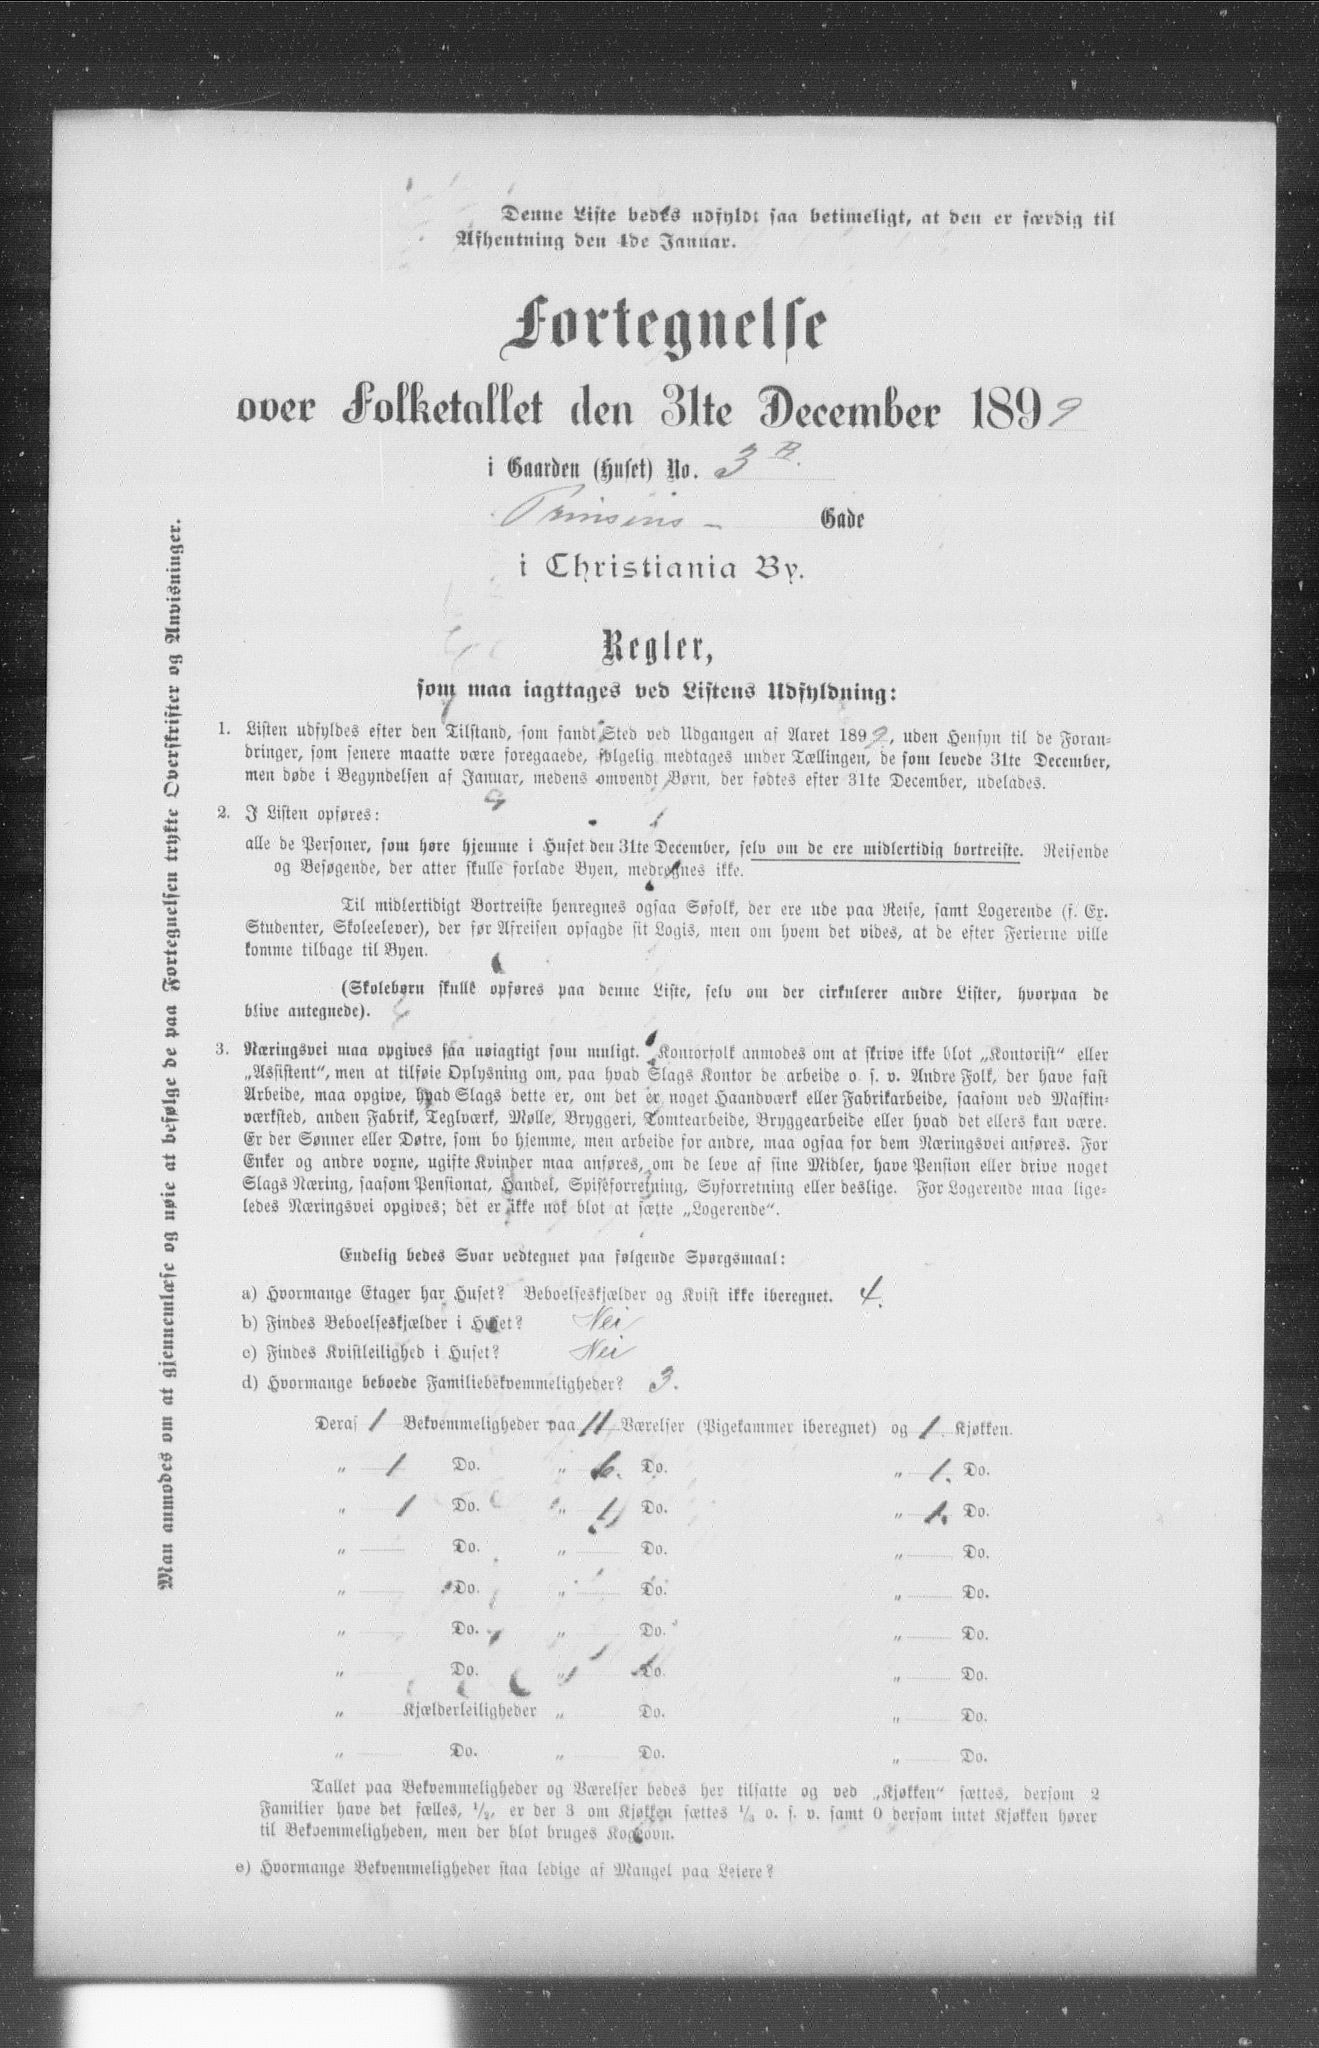 Denne Liste bedes udfyldt saa betimeligt, at den er færdig til
Afhentning den 4de Januar.
Fortegnelse
over Folketallet den 31te December 1899
i Gaarden (Huset) No. 3 B.
Prinsens - Gade
i Christiania By.
Regler,
som maa iagttages ved Listens Udfyldning:
1. Listen udfyldes efter den Tilstand, som fandt Sted ved Udgangen af Aaret 1899, uden Hensyn til de Foran-
dringer, som senere maatte være foregaaede, følgelig medtages under Tællingen, de som levede 31te December,
men døde i Begyndelsen af Januar, medens omvendt Børn, der fødtes efter 31te December, udelades.
2. I Listen opføres:
alle de Personer, som høre hjemme i Huset den 31te December, selv om de ere midlertidig bortreiste. Reisende
og Besøgende, der atter skulle forlade Byen, medregnes ikke.
Til midlertidigt Bortreiste henregnes ogsaa Søfolk, der ere ude paa Reise, samt Logerende (f. Ex.
Studenter, Skoleelever), der før Afreisen opsagde sit Logis, men om hvem det vides, at de efter Ferierne ville
komme tilbage til Byen.
(Skolebørn skulle opføres paa denne Liste, selv om der cirkulerer andre Lister, hvorpaa de
blive antegnede).
3. Næringsvei maa opgives saa nøiagtigt som muligt. Kontorfolk anmodes om at skrive ikke blot „Kontorist“ eller
„Assistent“, men at tilføie Oplysning om, paa hvad Slags Kontor de arbeide o. s. v. Andre Folk, der have fast
Arbeide, maa opgive, hvad Slags dette er, om det er noget Haandværk eller Fabrikarbeide, saasom ved Maskin-
værksted, anden Fabrik, Teglværk, Mølle, Bryggeri, Tomtearbeide, Bryggearbeide eller hvad det ellers kan være.
Er der Sønner eller Døtre, som bo hjemme, men arbeide for andre, maa ogsaa for dem Næringsvei anføres. For
Enker og andre voxne, ugifte Kvinder maa anføres, om de leve af sine Midler, have Pension eller drive noget
Slags Næring, saasom Pensionat, Handel, Spiseforretning, Syforretning eller deslige. For Logerende maa lige-
ledes Næringsvei opgives; det er ikke nok blot at sætte „Logerende“.
Endelig bedes Svar vedtegnet paa følgende Spørgsmaal:
a) Hvormange Etager har Huset? Beboelseskjælder og Kvist ikke iberegnet. 4.
b) Findes Beboelseskjælder i Huset? Nei
c) Findes Kvistleilighed i Huset? Nei
d) Hvormange beboede Familiebekvemmeligheder? 3.
Deraf 1 Bekvemmeligheder paa 11 Værelser (Pigekammer iberegnet) og 1 Kjøkken.
„ 1 Do. „ 6. Do. „ 1. Do.
„ 1 Do. „ Do. „ 1. Do.
„ Do. „ Do. „ Do.
„ Do. „ Do. „ Do.
„ Do. „ Do. „ Do.
„ Do. „ Do. „ Do.
„ Kjælderleiligheder „ Do. „ Do.
„ Do. „ Do. „ Do.
Tallet paa Bekvemmeligheder og Værelser bedes her tilsatte og ved „Kjøkken“ sættes, dersom 2
Familier have det fælles, 1/2, er der 3 om Kjøkken sættes 1/3 o. s. v. samt 0 dersom intet Kjøkken hører
til Bekvemmeligheden, men der blot bruges Kogeovn.
e) Hvormange Bekvemmeligheder staa ledige af Mangel paa Leiere?
Man anmodes om at gjennemlæse og nøie at befølge de paa Fortegnelsen trykte Overskrifter og Anvisninger.